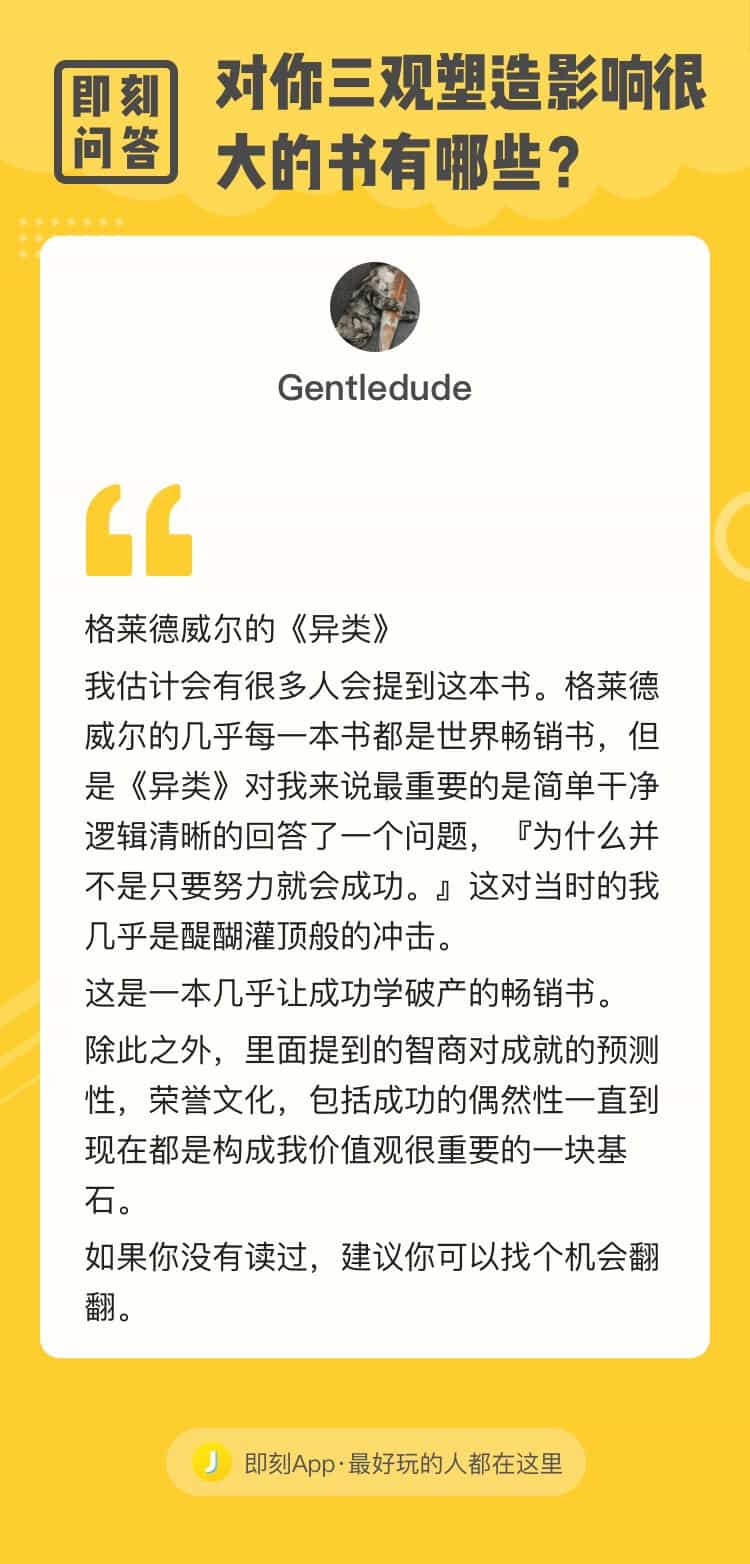 即刻
问答
对你三观塑造影响很
大的书有哪些？
Gentledude
格莱德威尔的《异类》
我估计会有很多人会提到这本书。格莱德
威尔的几乎每一本书都是世界畅销书，但
是《异类》对我来说最重要的是简单干净
逻辑清晰的回答了一个问题，『为什么并
不是只要努力就会成功。』这对当时的我
几乎是醍醐灌顶般的冲击。
这是一本几乎让成功学破产的畅销书。
除此之外，里面提到的智商对成就的预测
性，荣誉文化，包括成功的偶然性一直到
现在都是构成我价值观很重要的一块基
石。
如果你没有读过，建议你可以找个机会翻
翻。
即刻App·最好玩的人都在这里